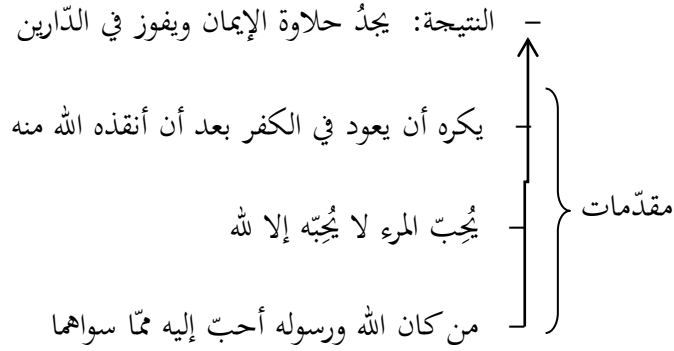 – النتيجة: يجدُ حلاوة الإيمان ويفوز في الدّارين
– يكره أن يعود في الكفر بعد أن أنقذه الله منه
مقدّمات
– يُحِبّ المرء لا يُحِبّه إلا لله
– من كان الله ورسوله أحبّ إليه ممّا سواهما